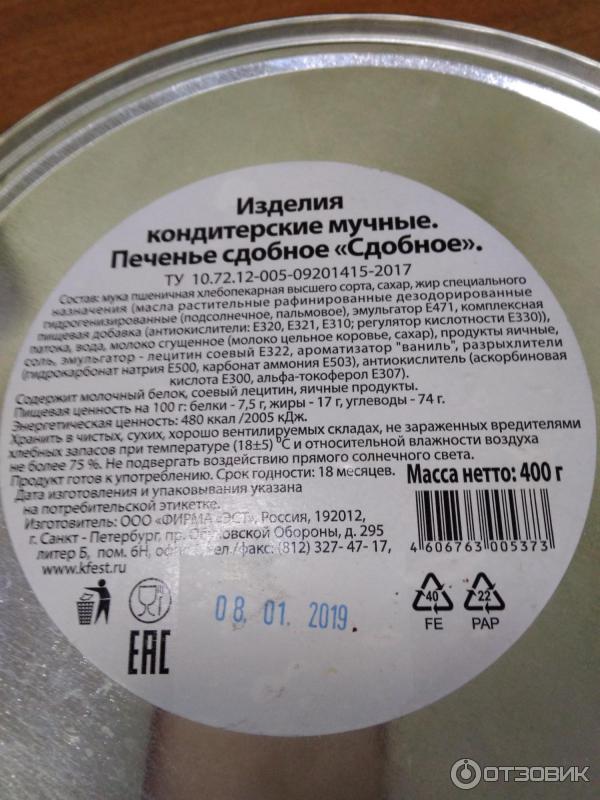 Изделия
кондитерские мучные.
Печенье сдобное «Сдобное».
ТУ 10.72.12-005-09201415-2017
Состав: мука пшеничная хлебопекарная высшего сорта, сахар, жир специального
назначения (масла растительные рафинированные дезодорированные
гидрогенизированные (подсолнечное, пальмовое), эмульгатор Е471, комплексная
пищевая добавка (антиокислители: Е320, Е321, Е310; регулятор кислотности Е330)),
патока, вода, молоко сгущенное (молоко цельное коровье, сахар), продукты яичные,
соль, эмульгатор - лецитин соевый Е322, ароматизатор "ваниль", разрыхлители
(гидрокарбонат натрия Е500, карбонат аммония Е503), антиокислитель (аскорбиновая
кислота Е300, альфа-токоферол Е307).
Содержит молочный белок, соевый лецитин, яичные продукты.
Пищевая ценность на 100 г: белки - 7,5 г, жиры - 17 г, углеводы - 74 г.
Энергетическая ценность: 480 ккал /2005 кДж.
Хранить в чистых, сухих, хорошо вентилируемых складах, не зараженных вредителями
хлебных запасов при температуре (18±5) °С и относительной влажности воздуха
не более 75 %. Не подвергать воздействию прямого солнечного света.
Продукт готов к употреблению. Срок годности: 18 месяцев.
Дата изготовления и упаковывания указана
на потребительской этикетке.
Масса нетто: 400 г
Изготовитель: ООО «ФИРМА «ЭСТ», Россия, 192012,
г. Санкт - Петербург, пр. Обуховской Обороны, д. 295
литер Б, пом. 6Н, Тел./факс: (812) 327-47-17,
www.kfest.ru
4 606763 005373
08. 01. 2019
40
FE
22
PAP
EAC
ОТЗОВИК